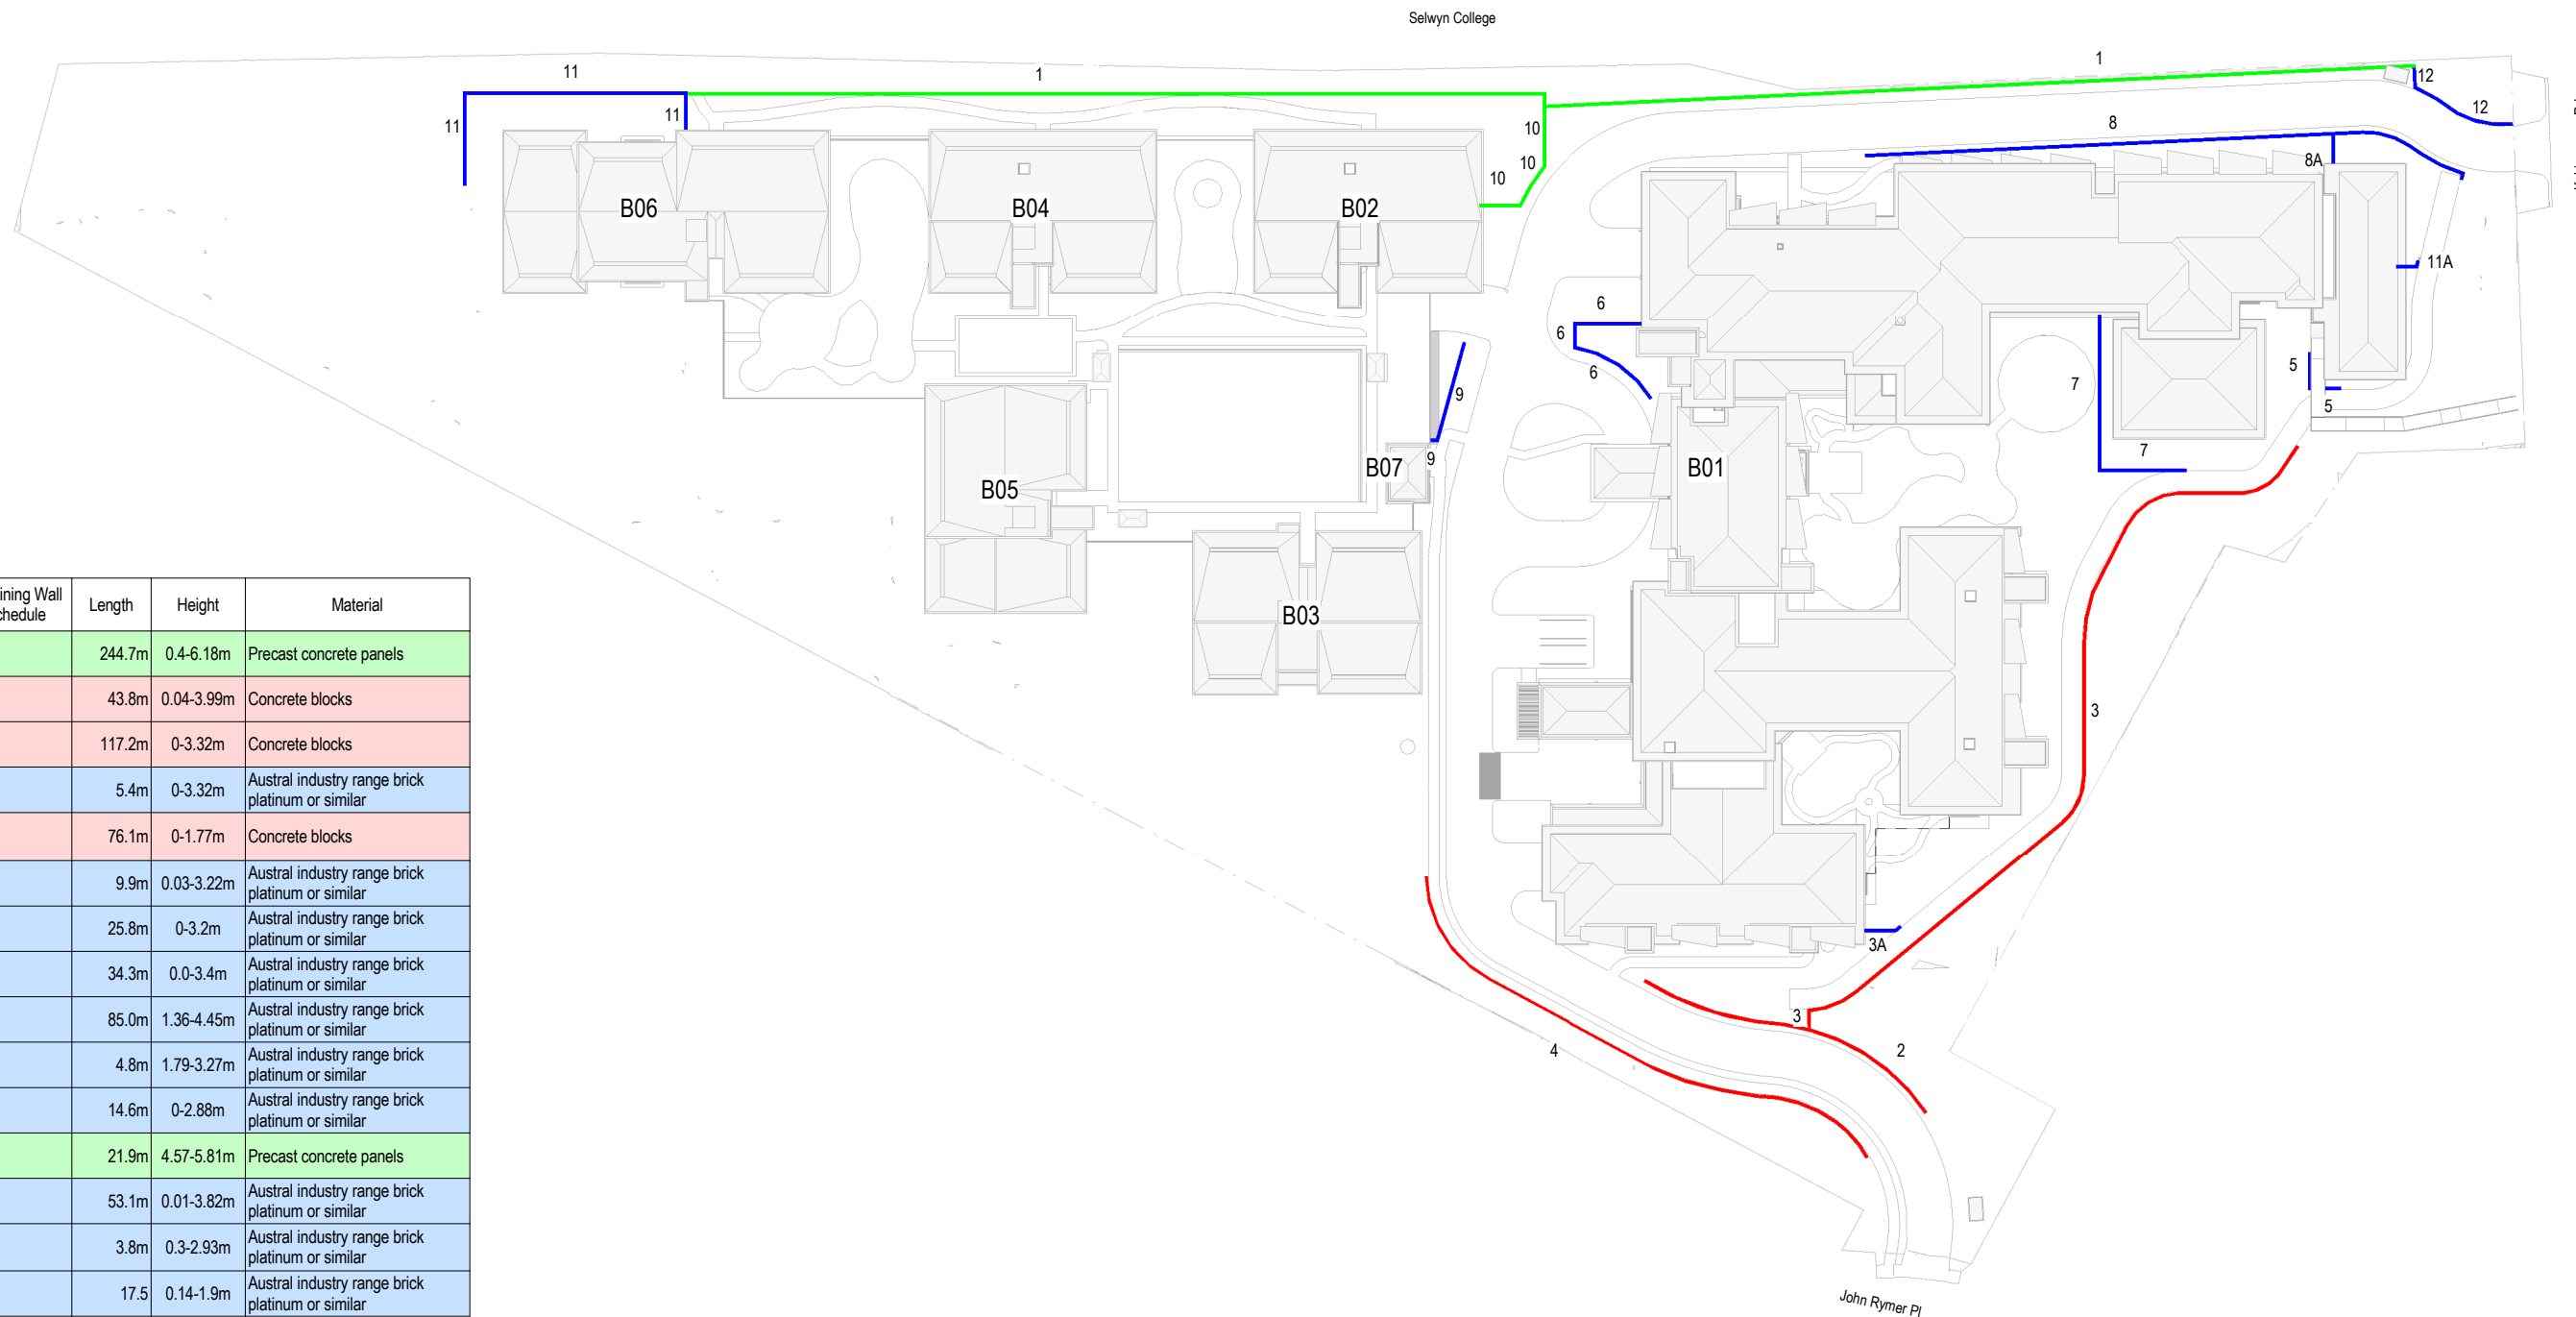 Selwyn College
11
1
1
12
12
11
11
10
10
10
8
8A
B06
B04
B02
11A
6
6
6
9
9
7
7
5
5
B07
B01
B05
B03
3
3A
3
2
4
John Rymer Pl
ining Wall
chedule
Length
Height
Material
244.7m 0.4-6.18m Precast concrete panels
43.8m 0.04-3.99m Concrete blocks
117.2m 0-3.32m Concrete blocks
5.4m 0-3.32m Austral industry range brick
platinum or similar
76.1m 0-1.77m Concrete blocks
9.9m 0.03-3.22m Austral industry range brick
platinum or similar
25.8m 0-3.2m Austral industry range brick
platinum or similar
34.3m 0.0-3.4m Austral industry range brick
platinum or similar
85.0m 1.36-4.45m Austral industry range brick
platinum or similar
4.8m 1.79-3.27m Austral industry range brick
platinum or similar
14.6m 0-2.88m Austral industry range brick
platinum or similar
21.9m 4.57-5.81m Precast concrete panels
53.1m 0.01-3.82m Austral industry range brick
platinum or similar
3.8m 0.3-2.93m Austral industry range brick
platinum or similar
17.5 0.14-1.9m Austral industry range brick
platinum or similar